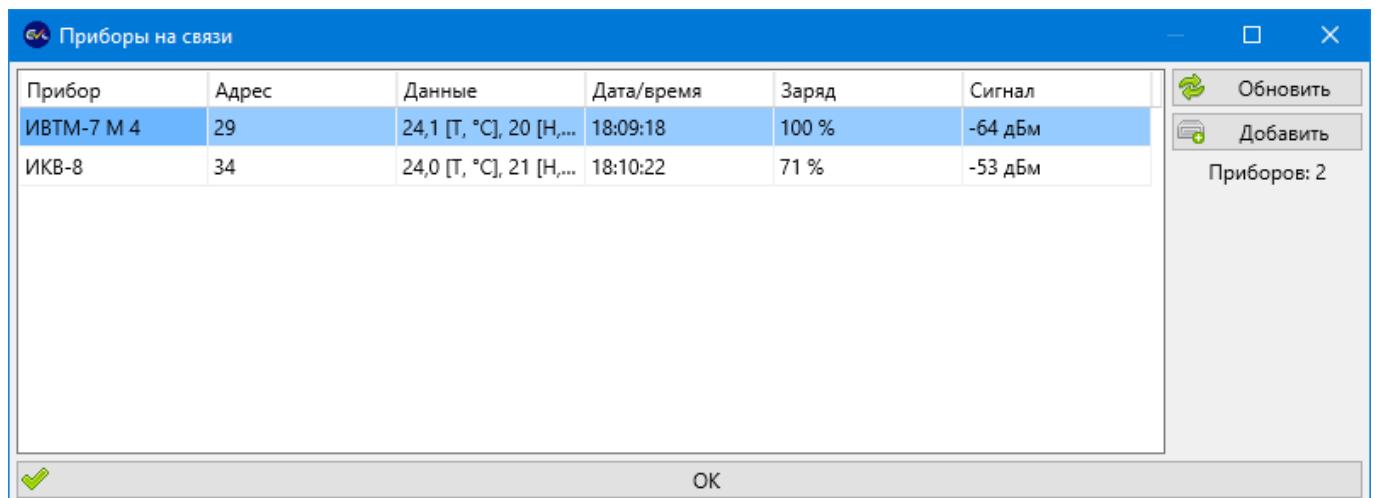 Приборы на связи
Прибор Адрес Данные Дата/время Заряд Сигнал
ИВТМ-7 М 4 29 24,1 [T, °C], 20 [H,... 18:09:18 100 % -64 дБм
ИКВ-8 34 24,0 [T, °C], 21 [H,... 18:10:22 71 % -53 дБм
Обновить
Добавить
Приборов: 2
ОК